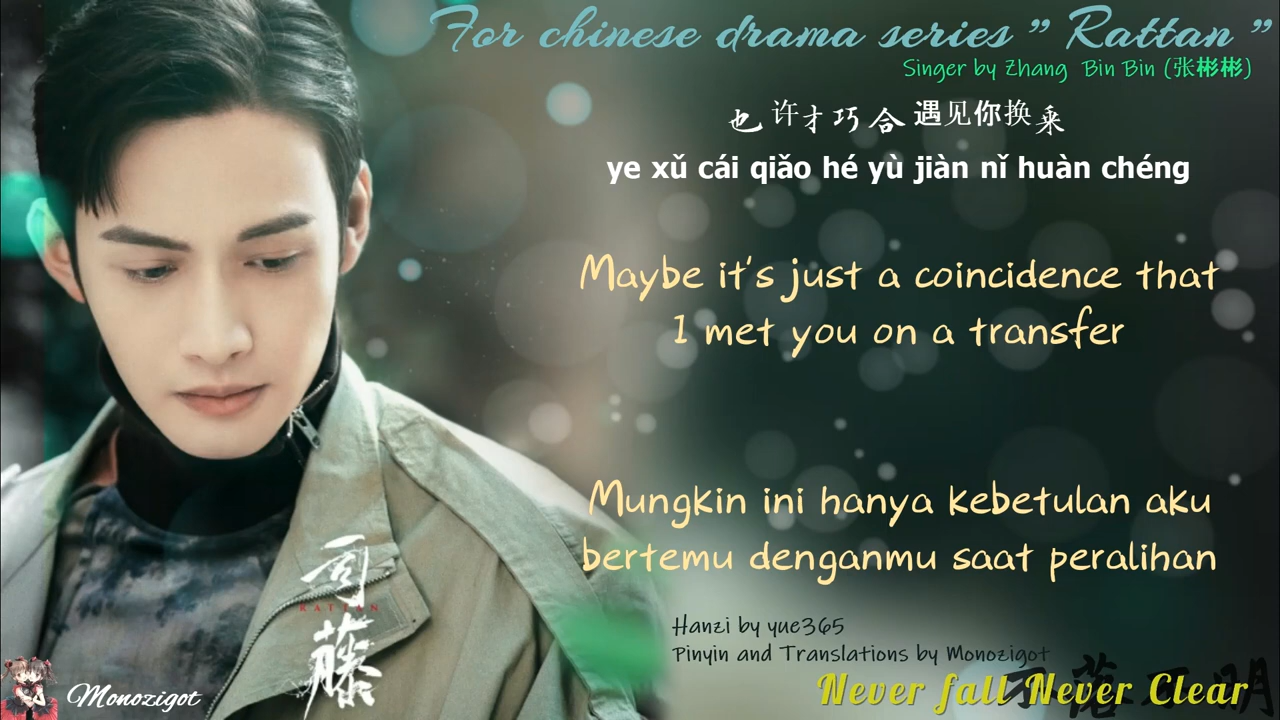 For chinese drama series " Rattan "
Singer by Zhang Bin Bin (张彬彬)
也许才巧合遇见你换乘
ye xǔ cái qiǎo hé yù jiàn nǐ huàn chéng
Maybe it's just a coincidence that
I met you on a transfer
Mungkin ini hanya kebetulan aku
bertemu denganmu saat peralihan
司
RATTAN
藤
Hanzi by yue365
Pinyin and Translations by Monozigot
Never fall Never Clear
Monozigot